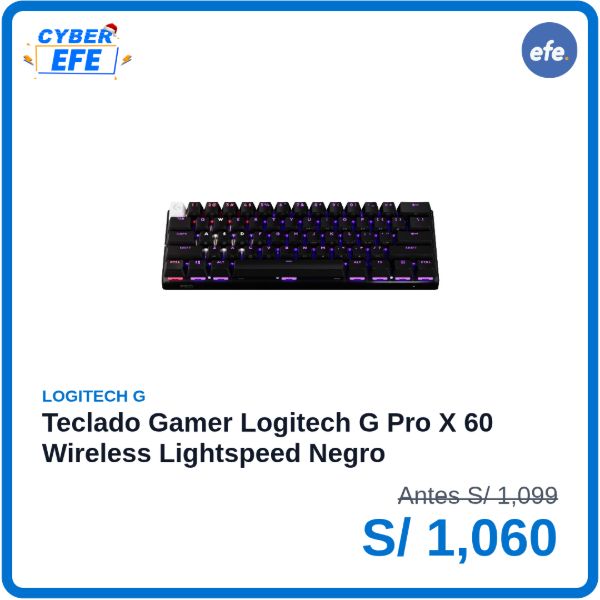 CYBER
EFE
efe.
LOGITECH G
Teclado Gamer Logitech G Pro X 60
Wireless Lightspeed Negro
Antes S/ 1,099
S/ 1,060